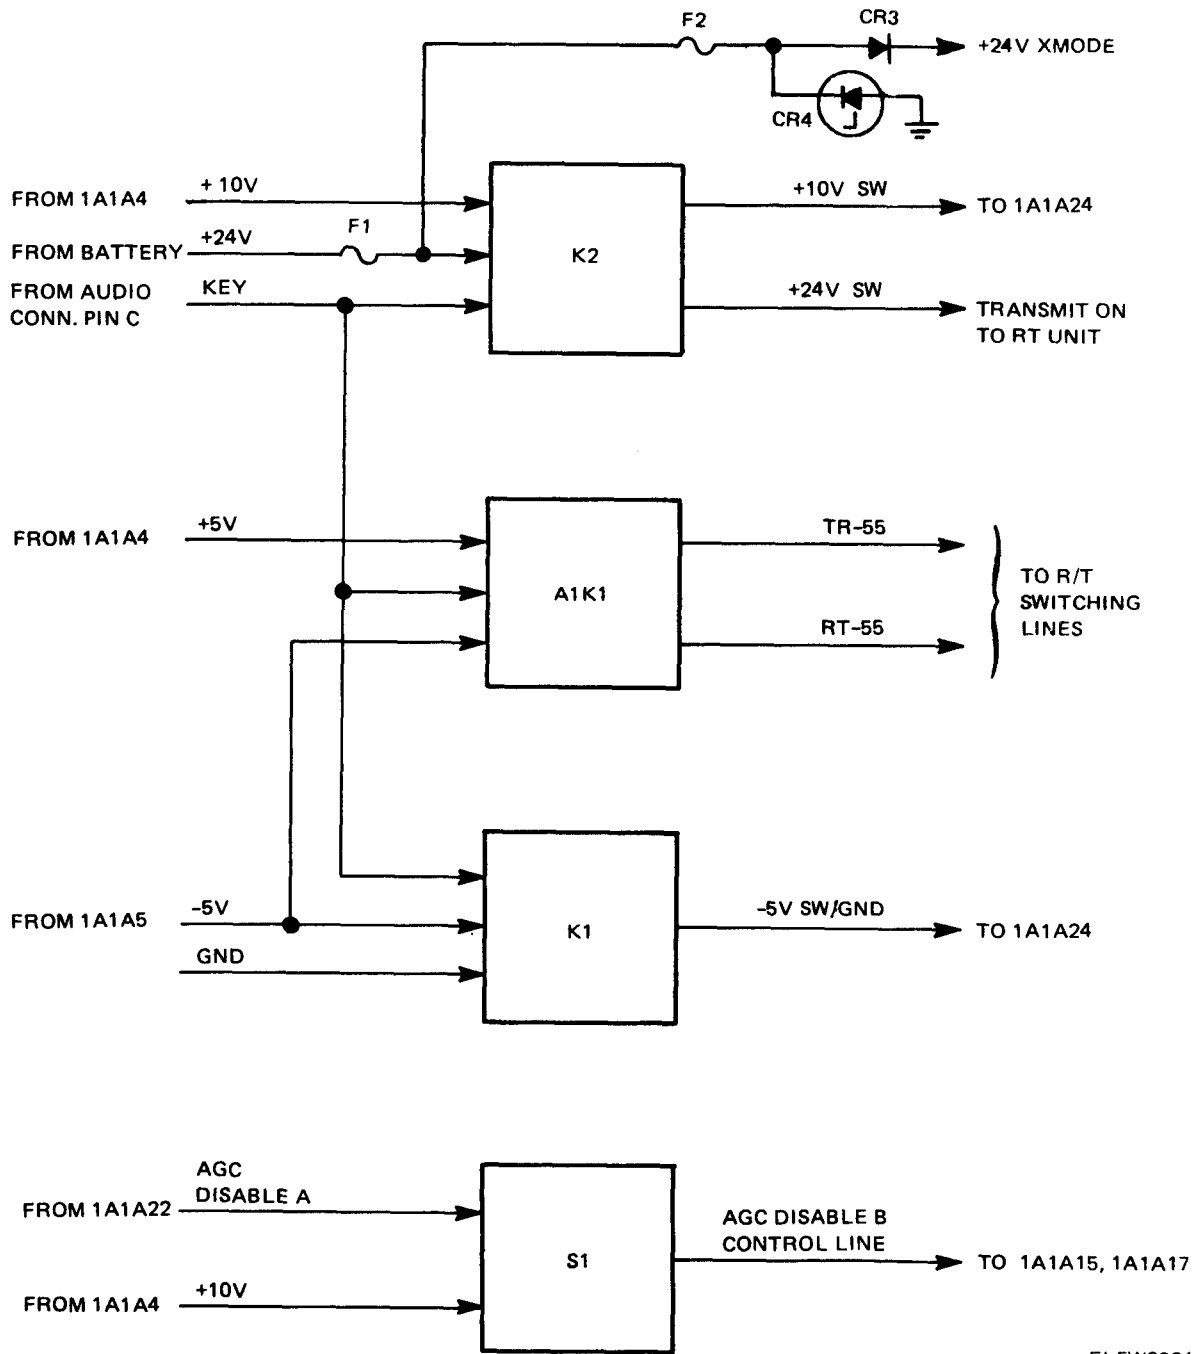 F2
CR3
+24V XMODE
CR4
FROM 1A1A4
+ 10V
+10V SW
TO 1A1A24
FROM BATTERY
+24V
F1
K2
FROM AUDIO
CONN. PIN C
KEY
+24V SW
TRANSMIT ON
TO RT UNIT
FROM 1A1A4
+5V
A1K1
TR-55
RT-55
TO R/T
SWITCHING
LINES
FROM 1A1A5
-5V
GND
K1
-5V SW/GND
TO 1A1A24
FROM 1A1A22
AGC
DISABLE A
S1
AGC DISABLE B
CONTROL LINE
TO 1A1A15, 1A1A17
FROM 1A1A4
+10V